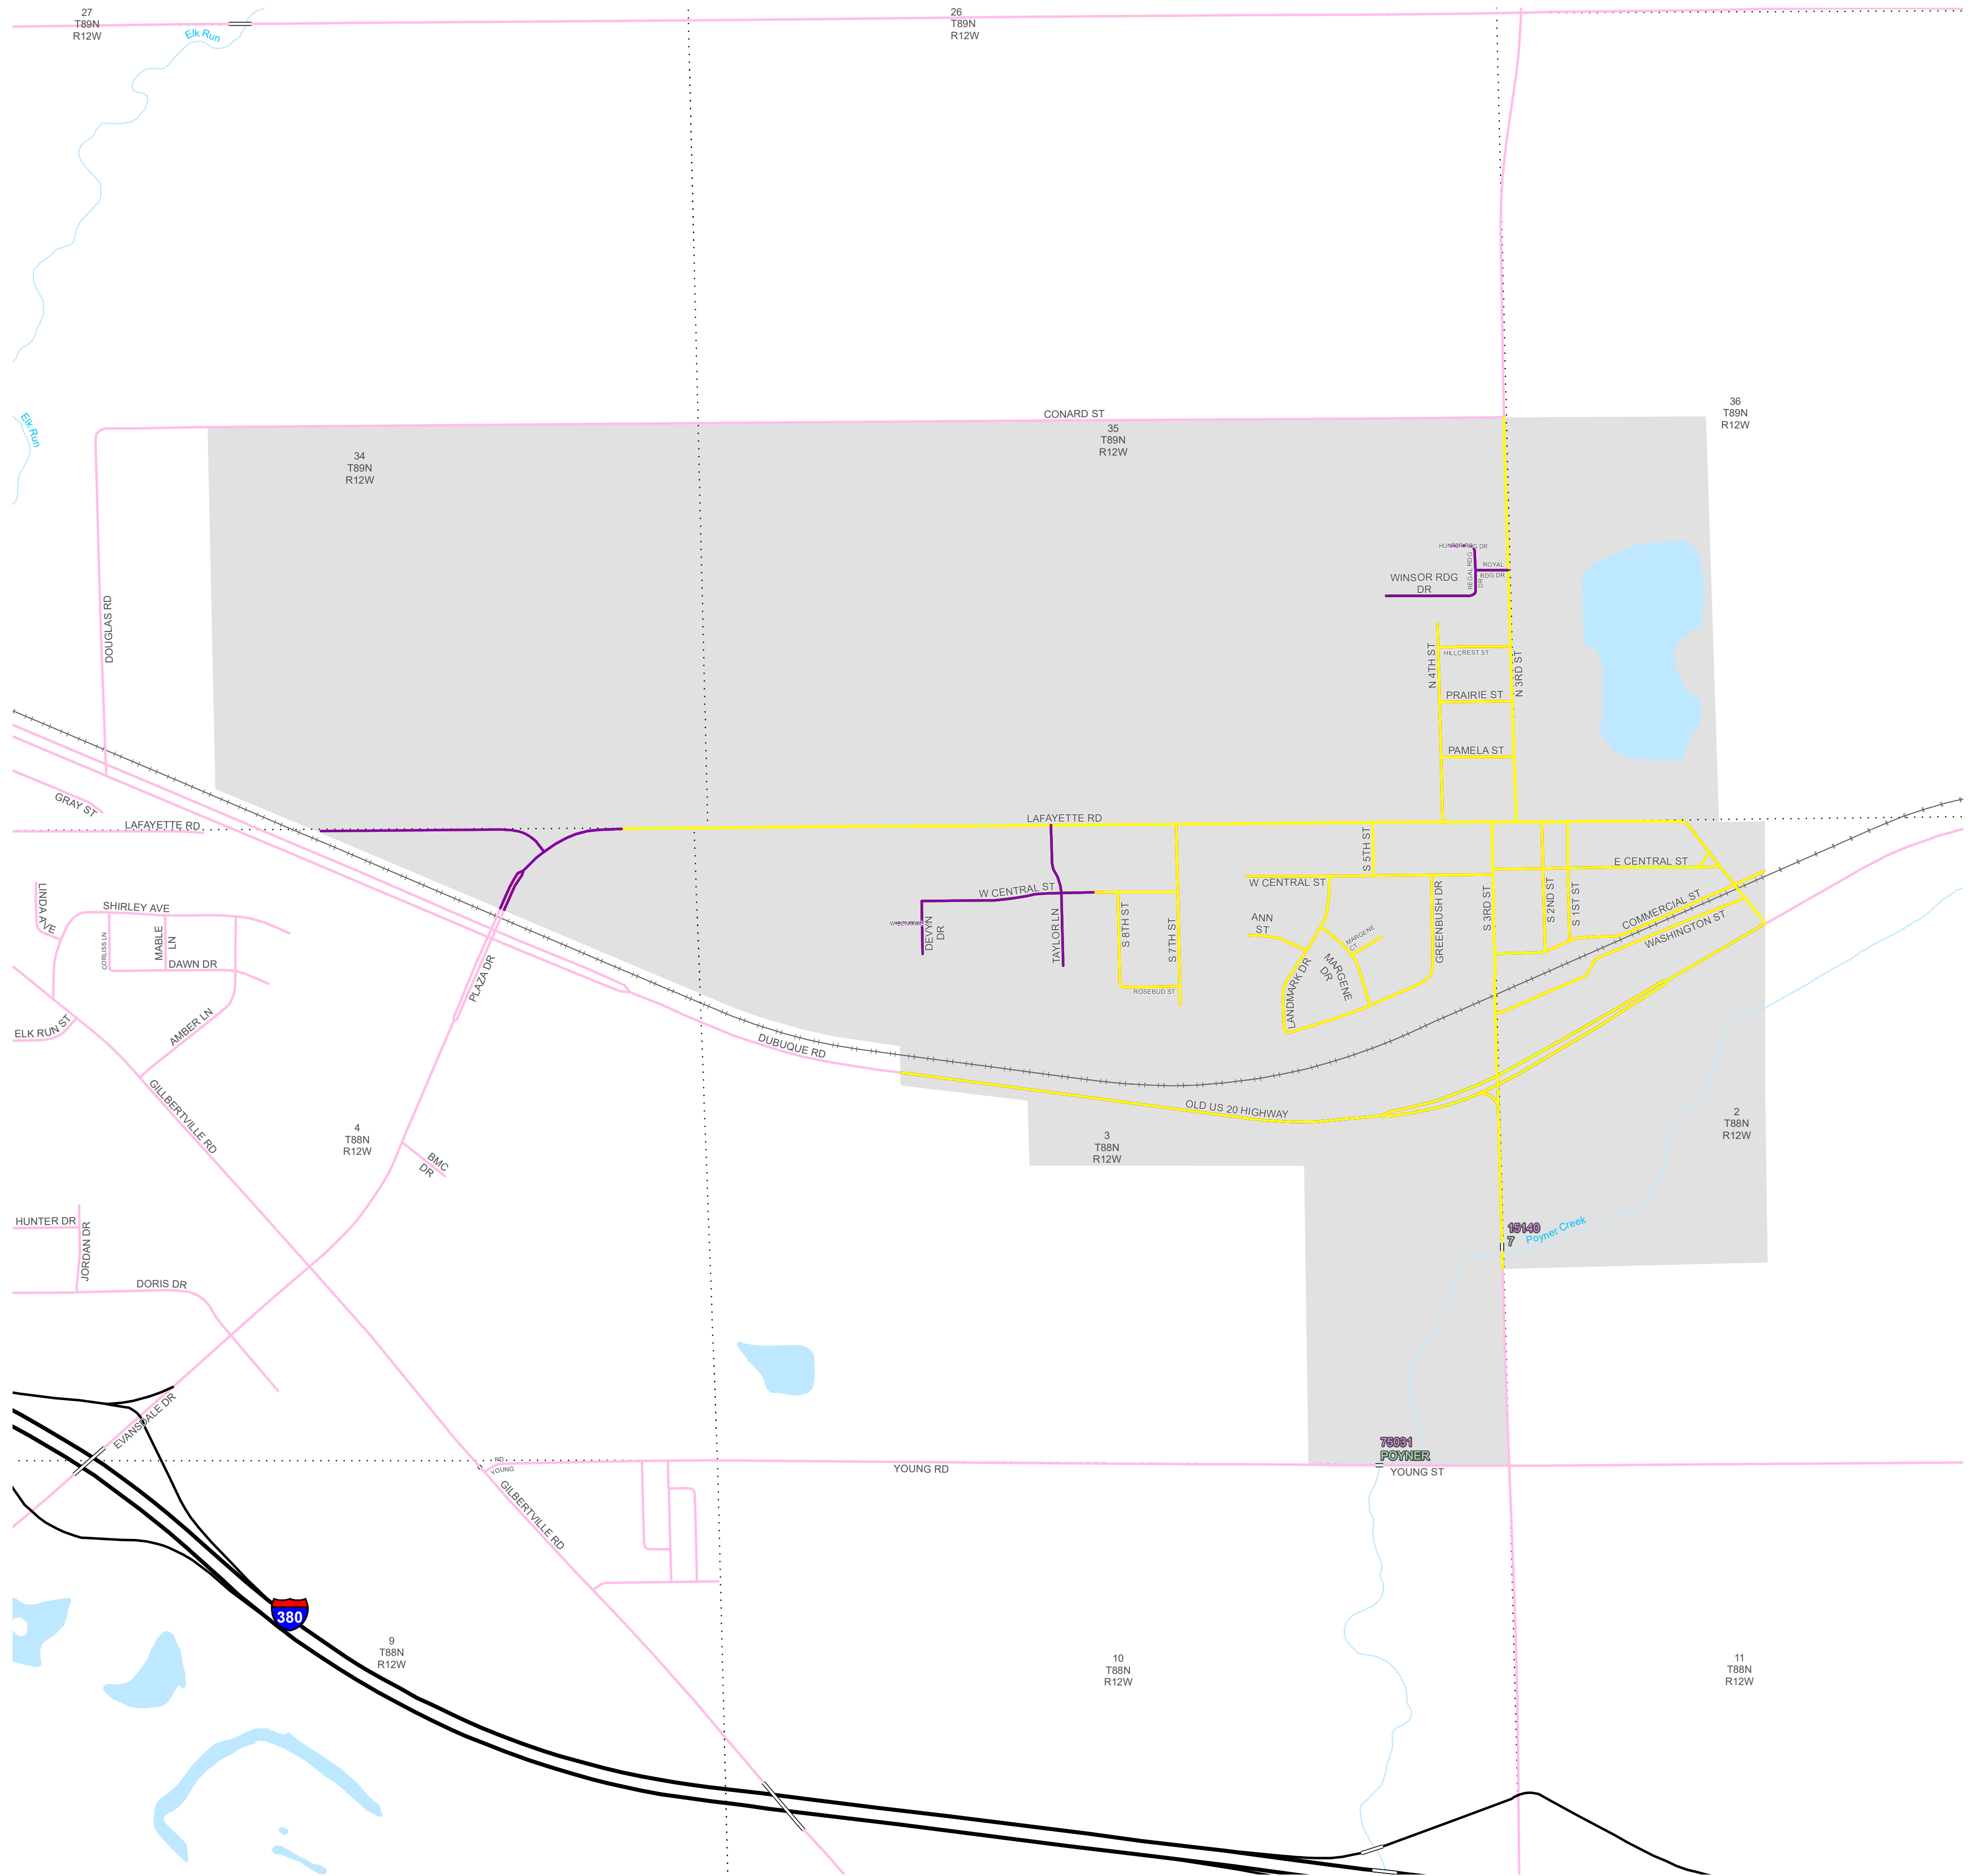 27
T89N
R12W
Elk Run
26
T89N
R12W
Elk Run
CONARD ST
36
T89N
R12W
35
T89N
R12W
34
T89N
R12W
DOUGLAS RD
HUNTER RDG DR
REGAL RDG
DR
ROYAL
RDG DR
WINSOR RDG
DR
N 4TH ST
HILLCREST ST
N 3RD ST
PRAIRIE ST
PAMELA ST
GRAY ST
LAFAYETTE RD
LAFAYETTE RD
S 5TH ST
E CENTRAL ST
W CENTRAL ST
W CENTRAL ST
LINDA AVE
SHIRLEY AVE
CORLISS LN
MABLE
LN
DAWN DR
DEVYN
DR
TAYLOR LN
S 8TH ST
S 7TH ST
ROSEBUD ST
ANN
ST
MARGENE
CT
MARGENE
DR
LANDMARK DR
GREENBUSH DR
S 3RD ST
S 2ND ST
S 1ST ST
COMMERCIAL ST
WASHINGTON ST
PLAZA DR
ELK RUN ST
AMBER LN
DUBUQUE RD
GILLBERTVILLE RD
OLD US 20 HIGHWAY
4
T88N
R12W
3
T88N
R12W
2
T88N
R12W
BMC
DR
HUNTER DR
JORDAN DR
DORIS DR
15140
7
Poyner Creek
EVANSDALE DR
75031
POYNER
RD
YOUNG
YOUNG RD
YOUNG ST
GILBERTVILLE RD
380
9
T88N
R12W
10
T88N
R12W
11
T88N
R12W